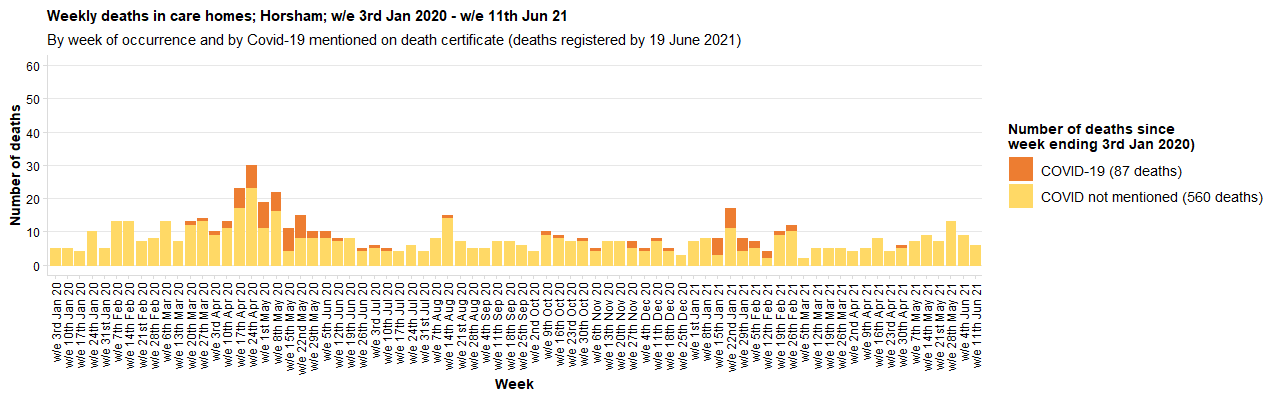 Weekly deaths in care homes; Horsham; w/e 3rd Jan 2020 - w/e 11th Jun 21
By week of occurrence and by Covid-19 mentioned on death certificate (deaths registered by 19 June 2021)
Number of deaths
60
50
40
30
20
10
0
w/e 3rd Jan 20
w/e 10th Jan 20
w/e 17th Jan 20
w/e 24th Jan 20
w/e 31st Jan 20
w/e 7th Feb 20
w/e 14th Feb 20
w/e 21st Feb 20
w/e 28th Feb 20
w/e 6th Mar 20
w/e 13th Mar 20
w/e 20th Mar 20
w/e 27th Mar 20
w/e 3rd Apr 20
w/e 10th Apr 20
w/e 17th Apr 20
w/e 24th Apr 20
w/e 1st May 20
w/e 8th May 20
w/e 15th May 20
w/e 22nd May 20
w/e 29th May 20
w/e 5th Jun 20
w/e 12th Jun 20
w/e 19th Jun 20
w/e 26th Jun 20
w/e 3rd Jul 20
w/e 10th Jul 20
w/e 17th Jul 20
w/e 24th Jul 20
w/e 31st Jul 20
w/e 7th Aug 20
w/e 14th Aug 20
w/e 21st Aug 20
w/e 28th Aug 20
w/e 4th Sep 20
w/e 11th Sep 20
w/e 18th Sep 20
w/e 25th Sep 20
w/e 2nd Oct 20
w/e 9th Oct 20
w/e 16th Oct 20
w/e 23rd Oct 20
w/e 30th Oct 20
w/e 6th Nov 20
w/e 13th Nov 20
w/e 20th Nov 20
w/e 27th Nov 20
w/e 4th Dec 20
w/e 11th Dec 20
w/e 18th Dec 20
w/e 25th Dec 20
w/e 1st Jan 21
w/e 8th Jan 21
w/e 15th Jan 21
w/e 22nd Jan 21
w/e 29th Jan 21
w/e 5th Feb 21
w/e 12th Feb 21
w/e 19th Feb 21
w/e 26th Feb 21
w/e 5th Mar 21
w/e 12th Mar 21
w/e 19th Mar 21
w/e 26th Mar 21
w/e 2nd Apr 21
w/e 9th Apr 21
w/e 16th Apr 21
w/e 23rd Apr 21
w/e 30th Apr 21
w/e 7th May 21
w/e 14th May 21
w/e 21st May 21
w/e 28th May 21
w/e 4th Jun 21
w/e 11th Jun 21
Week
Number of deaths since
week ending 3rd Jan 2020)
COVID-19 (87 deaths)
COVID not mentioned (560 deaths)